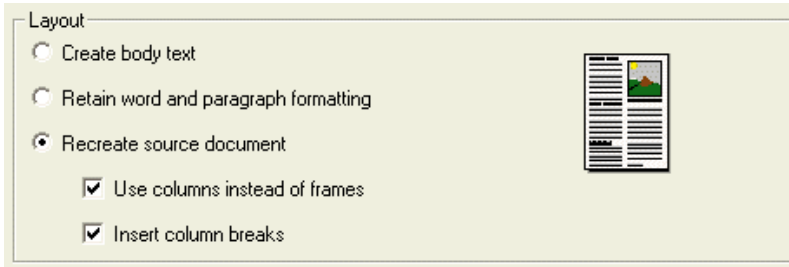 Layout
Create body text
Retain word and paragraph formatting
Recreate source document
Use columns instead of frames
Insert column breaks